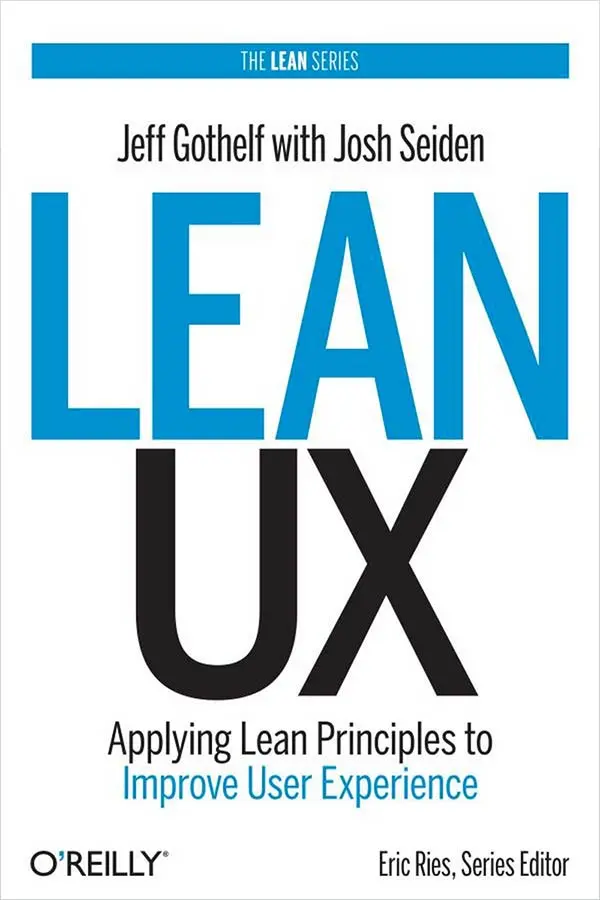 THE LEAN SERIES
Jeff Gothelf with Josh Seiden
LEAN
UX
Applying Lean Principles to
Improve User Experience
O'REILLY®
Eric Ries, Series Editor